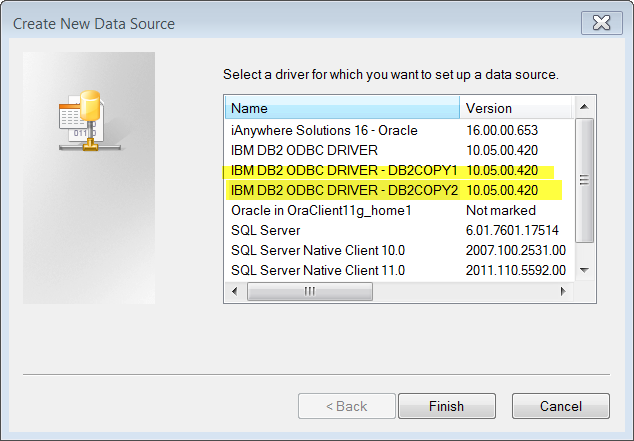 Create New Data Source
Select a driver for which you want to set up a data source.
Name Version
iAnywhere Solutions 16 - Oracle 16.00.00.653
IBM DB2 ODBC DRIVER 10.05.00.420
IBM DB2 ODBC DRIVER - DB2COPY1 10.05.00.420
IBM DB2 ODBC DRIVER - DB2COPY2 10.05.00.420
Oracle in OraClient11g_home1 Not marked
SQL Server 6.01.7601.17514
SQL Server Native Client 10.0 2007.100.2531.00
SQL Server Native Client 11.0 2011.110.5592.00
< Back Finish Cancel